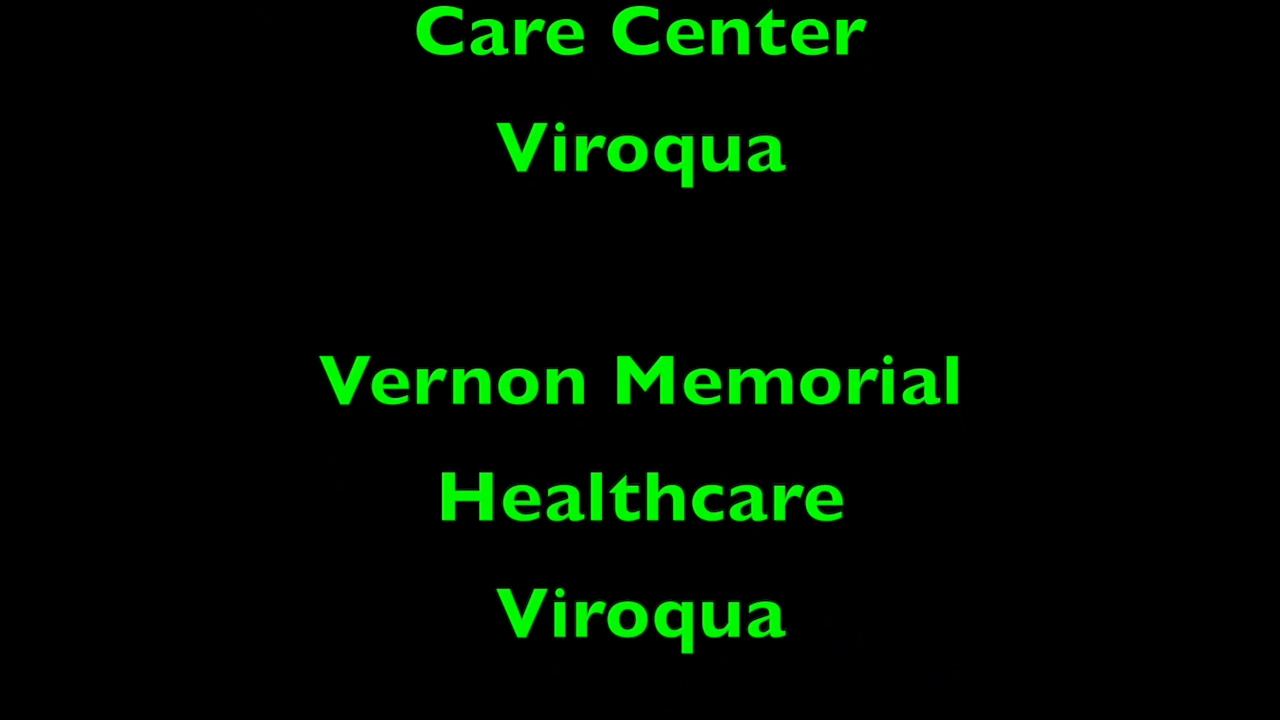 Care Center
Viroqua
Vernon Memorial
Healthcare
Viroqua